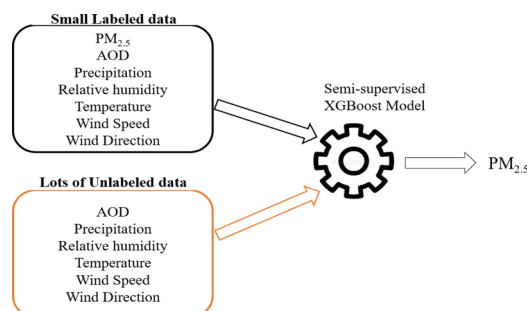 Small Labeled data
PM2.5
AOD
Precipitation
Relative humidity
Temperature
Wind Speed
Wind Direction
Semi-supervised
XGBoost Model
PM2.5
Lots of Unlabeled data
AOD
Precipitation
Relative humidity
Temperature
Wind Speed
Wind Direction